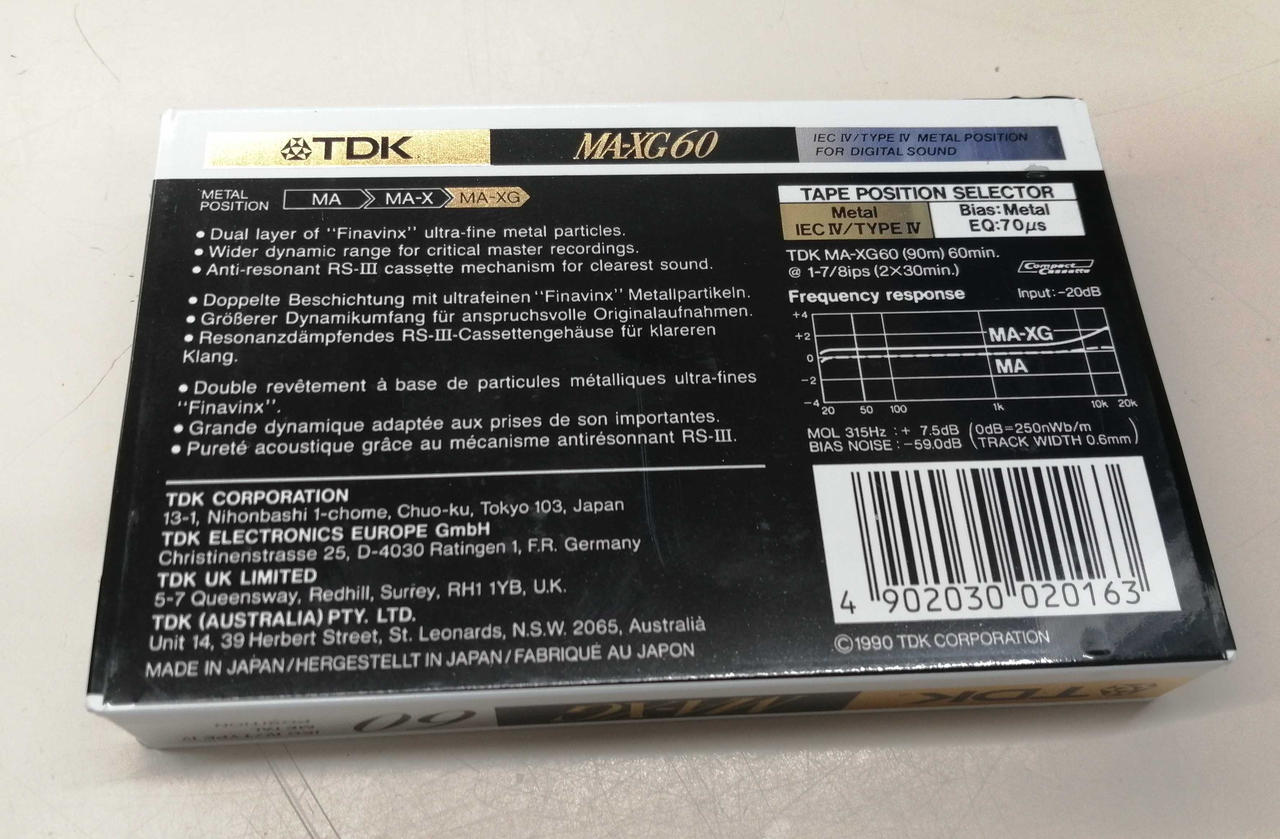 TDK MA-XG60 IEC IV/TYPE IV METAL POSITION
FOR DIGITAL SOUND
METAL
POSITION
MA MA-X MA-XG
• Dual layer of "Finavinx" ultra-fine metal particles.
• Wider dynamic range for critical master recordings.
• Anti-resonant RS-III cassette mechanism for clearest sound.
• Doppelte Beschichtung mit ultrafeinen "Finavinx" Metallpartikeln.
• Größerer Dynamikumfang für anspruchsvolle Originalaufnahmen.
• Resonanzdämpfendes RS-III-Cassettengehäuse für klareren
Klang.
• Double revêtement à base de particules métalliques ultra-fines
"Finavinx".
• Grande dynamique adaptée aux prises de son importantes.
• Pureté acoustique grâce au mécanisme antirésonnant RS-III.
TDK CORPORATION
13-1, Nihonbashi 1-chome, Chuo-ku, Tokyo 103, Japan
TDK ELECTRONICS EUROPE GmbH
Christinenstrasse 25, D-4030 Ratingen 1, F.R. Germany
TDK UK LIMITED
5-7 Queensway, Redhill, Surrey, RH1 1YB, U.K.
TDK (AUSTRALIA) PTY. LTD.
Unit 14, 39 Herbert Street, St. Leonards, N.S.W. 2065, Australia
MADE IN JAPAN/HERGESTELLT IN JAPAN/FABRIQUÉ AU JAPON
TAPE POSITION SELECTOR
Metal
IEC IV/TYPE IV
Bias: Metal
EQ: 70μs
TDK MA-XG60 (90m) 60min.
@ 1-7/8ips (2×30min.)
Compact
Cassette
Frequency response Input: -20dB
+4
+2
0
-2
-4
MA-XG
MA
20 50 100 1k 10k 20k
MOL 315Hz : + 7.5dB (0dB=250nWb/m
BIAS NOISE : -59.0dB TRACK WIDTH 0.6mm)
4 902030 020163
©1990 TDK CORPORATION
IEC IV/TYPE IV
METAL
POSITION
60 MA-XG TDK